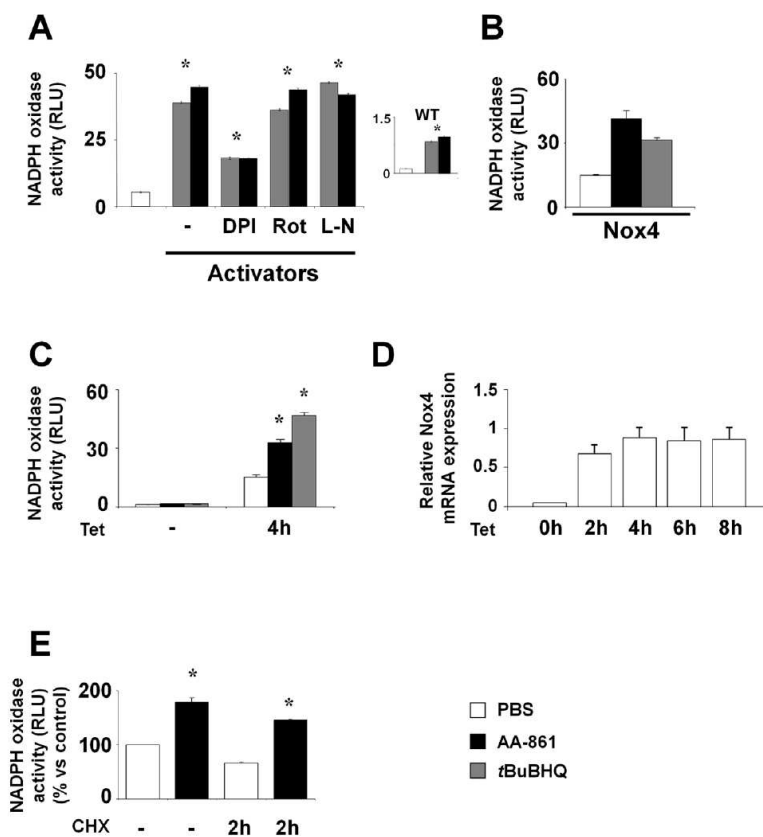 A
NADPH oxidase
activity (RLU)
50
25
0
*
*
*
*
-
DPI
Rot
L-N
Activators
WT
1.5
0
*
B
NADPH oxidase
activity (RLU)
60
30
0
Nox4
C
NADPH oxidase
activity (RLU)
60
30
0
*
*
Tet
-
4h
D
Relative Nox4
mRNA expression
1.5
1
0.5
0
Tet
0h
2h
4h
6h
8h
E
NADPH oxidase
activity (RLU)
(% vs control)
200
100
0
*
*
CHX
-
-
2h
2h
PBS
AA-861
tBuBHQ